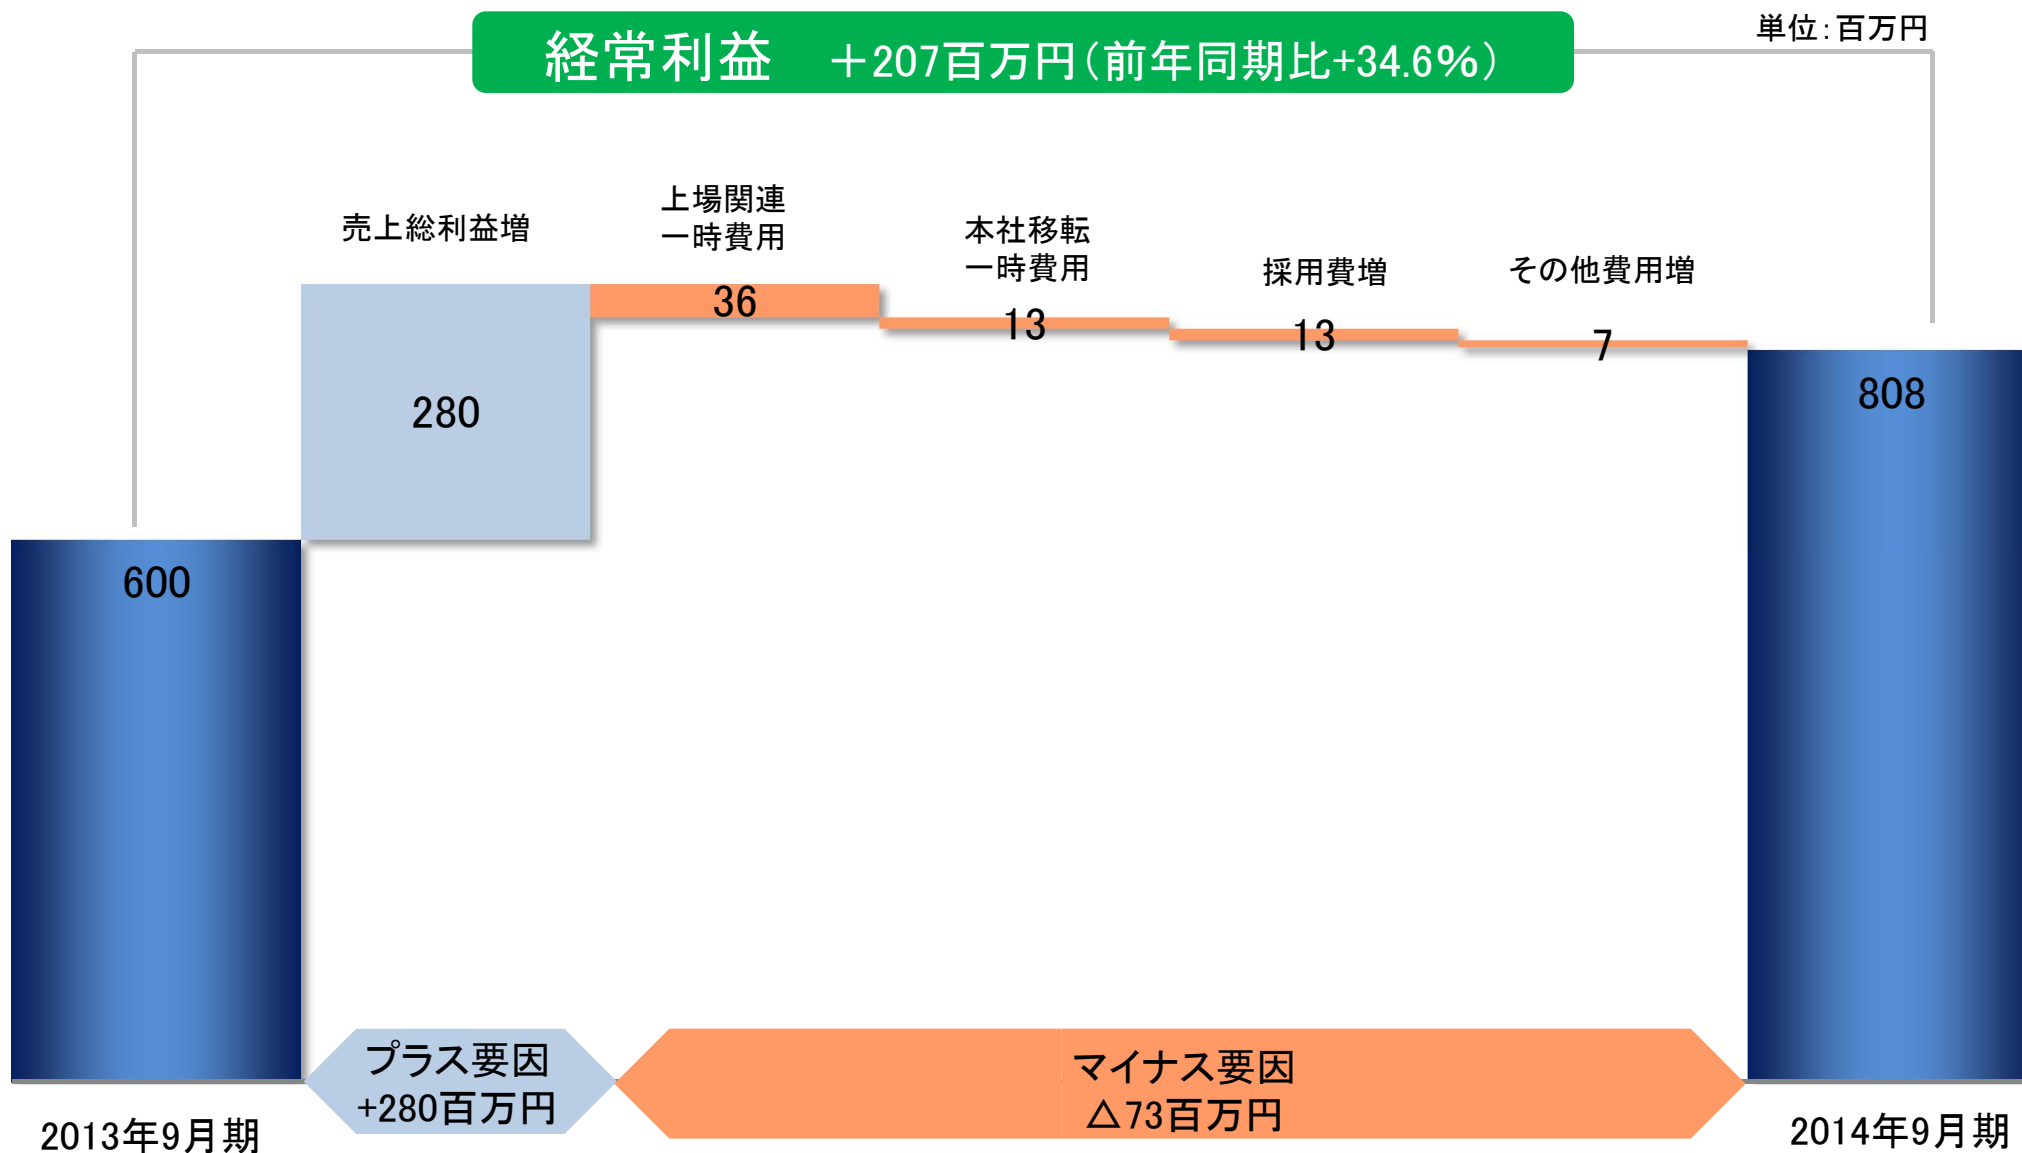 単位：百万円
経常利益　＋207百万円（前年同期比+34.6％）
売上総利益増
上場関連
一時費用
本社移転
一時費用
採用費増
その他費用増
600
280
36
13
13
7
808
プラス要因
+280百万円
マイナス要因
△73百万円
2013年9月期
2014年9月期